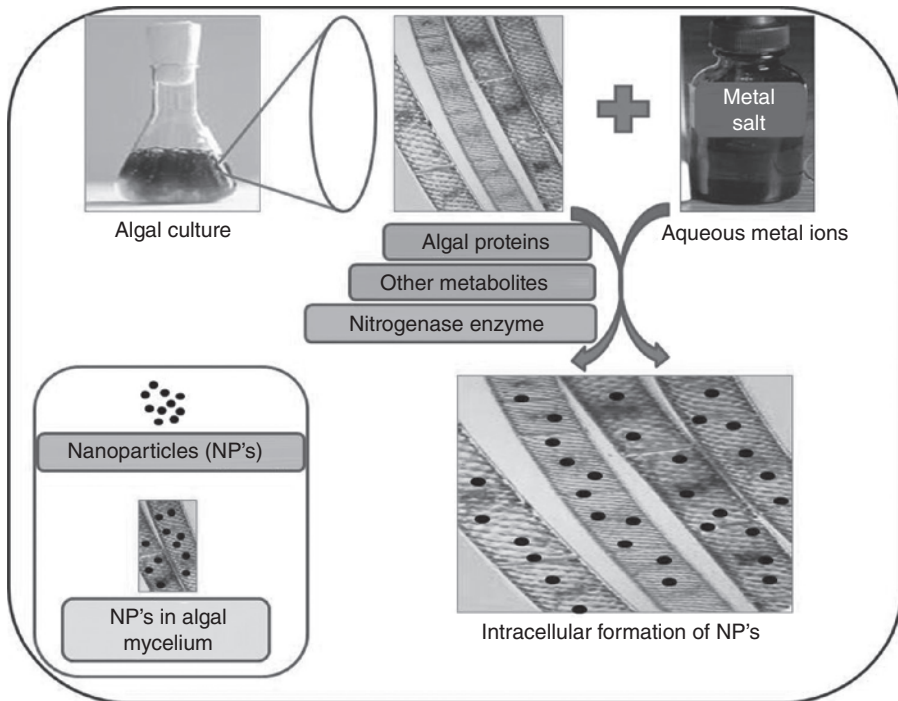 Metal
salt
Algal culture
Aqueous metal ions
Algal proteins
Other metabolites
Nitrogenase enzyme
Nanoparticles (NP's)
NP's in algal
mycelium
Intracellular formation of NP's